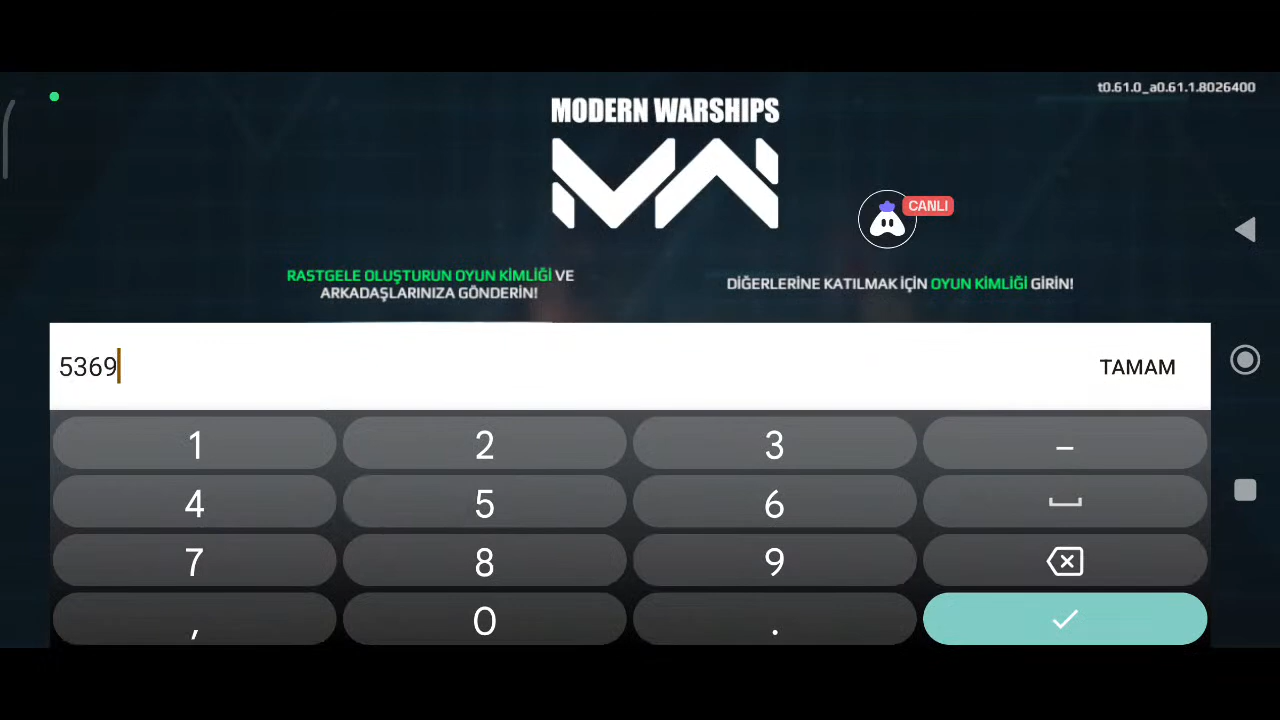 t0.61.0_a0.61.1.8026400
MODERN WARSHIPS
CANLI
RASTGELE OLUŞTURUN OYUN KİMLİĞİ VE
ARKADAŞLARINIZA GÖNDERİN!
DİĞERLERİNE KATILMAK İÇİN OYUN KİMLİĞİ GİRİN!
5369
TAMAM
1 2 3 –
4 5 6
7 8 9
, 0 .